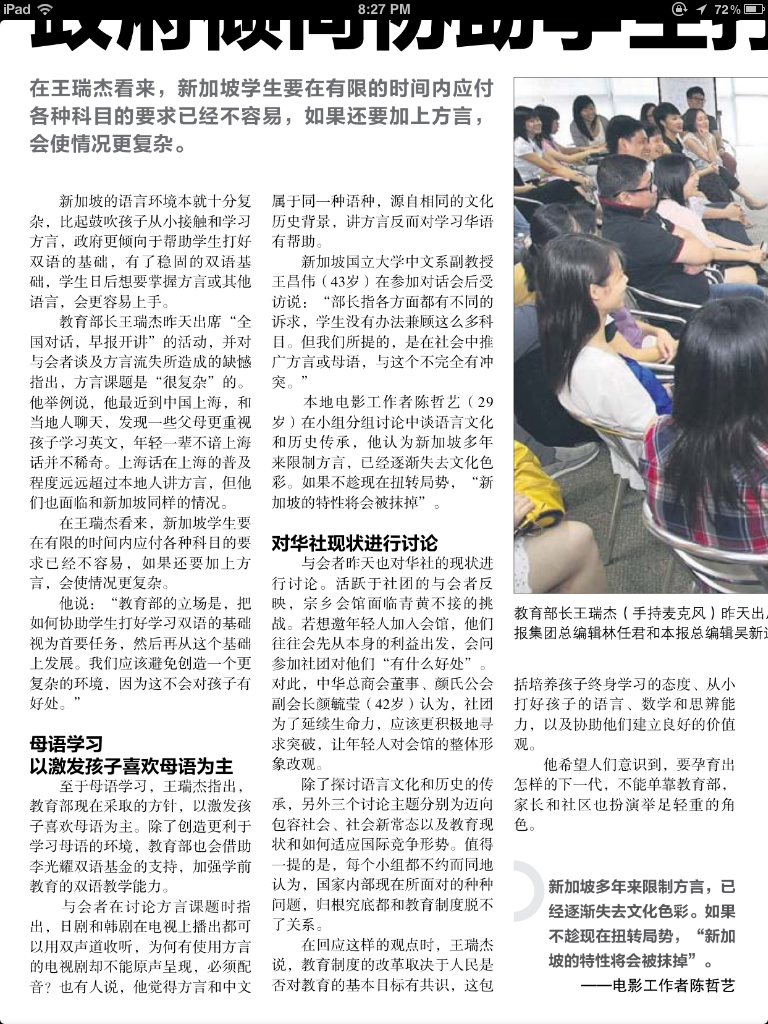 iPad
8:27 PM
72%
政府倾向协助学生打
在王瑞杰看来，新加坡学生要在有限的时间内应付
各种科目的要求已经不容易，如果还要加上方言，
会使情况更复杂。
新加坡的语言环境本就十分复
杂，比起鼓吹孩子从小接触和学习
方言，政府更倾向于帮助学生打好
双语的基础，有了稳固的双语基
础，学生日后想要掌握方言或其他
语言，会更容易上手。
教育部长王瑞杰昨天出席“全
国对话，早报开讲”的活动，并对
与会者谈及方言流失所造成的缺憾
指出，方言课题是“很复杂”的。
他举例说，他最近到中国上海，和
当地人聊天，发现一些父母更重视
孩子学习英文，年轻一辈不谙上海
话并不稀奇。上海话在上海的普及
程度远远超过本地人讲方言，但他
们也面临和新加坡同样的情况。
在王瑞杰看来，新加坡学生要
在有限的时间内应付各种科目的要
求已经不容易，如果还要加上方
言，会使情况更复杂。
他说：“教育部的立场是，把
如何协助学生打好学习双语的基础
视为首要任务，然后再从这个基础
上发展。我们应该避免创造一个更
复杂的环境，因为这不会对孩子有
好处。”
母语学习
以激发孩子喜欢母语为主
至于母语学习，王瑞杰指出，
教育部现在采取的方针，以激发孩
子喜欢母语为主。除了创造更利于
学习母语的环境，教育部也会借助
李光耀双语基金的支持，加强学前
教育的双语教学能力。
与会者在讨论方言课题时指
出，日剧和韩剧在电视上播出都可
以用双声道收听，为何有使用方言
的电视剧却不能原声呈现，必须配
音？也有人说，他觉得方言和中文
属于同一种语种，源自相同的文化
历史背景，讲方言反而对学习华语
有帮助。
新加坡国立大学中文系副教授
王昌伟（43岁）在参加对话会后受
访说：“部长指各方面都有不同的
诉求，学生没有办法兼顾这么多科
目。但我们所提的，是在社会中推
广方言或母语，与这个不完全有冲
突。”
本地电影工作者陈哲艺（29
岁）在小组分组讨论中谈语言文化
和历史传承，他认为新加坡多年
来限制方言，已经逐渐失去文化色
彩。如果不趁现在扭转局势，“新
加坡的特性将会被抹掉”。
对华社现状进行讨论
与会者昨天也对华社的现状进
行讨论。活跃于社团的与会者反
映，宗乡会馆面临青黄不接的挑
战。若想邀年轻人加入会馆，他们
往往会先从本身的利益出发，会问
参加社团对他们“有什么好处”。
对此，中华总商会董事、颜氏公会
副会长颜毓莹（42岁）认为，社团
为了延续生命力，应该更积极地寻
求突破，让年轻人对会馆的整体形
象改观。
除了探讨语言文化和历史的传
承，另外三个讨论主题分别为迈向
包容社会、社会新常态以及教育现
状和如何适应国际竞争形势。值得
一提的是，每个小组都不约而同地
认为，国家内部现在所面对的种种
问题，归根究底都和教育制度脱不
了关系。
在回应这样的观点时，王瑞杰
说，教育制度的改革取决于人民是
否对教育的基本目标有共识，这包
教育部长王瑞杰（手持麦克风）昨天出
报集团总编辑林任君和本报总编辑吴新
括培养孩子终身学习的态度、从小
打好孩子的语言、数学和思辨能
力，以及协助他们建立良好的价值
观。
他希望人们意识到，要孕育出
怎样的下一代，不能单靠教育部，
家长和社区也扮演举足轻重的角
色。
新加坡多年来限制方言，已
经逐渐失去文化色彩。如果
不趁现在扭转局势，“新加
坡的特性将会被抹掉”。
——电影工作者陈哲艺